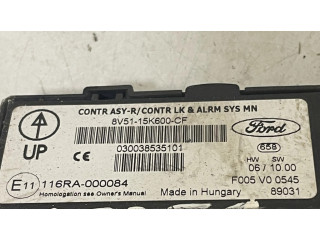 CONTR ASY-R/CONTR LK & ALRM SYS MN
8V51-15K600-CF
UP
030038535101
CE
Ford
658
HW SW
06/10.00
F005 V0 0545
89031
E11 116RA-000084
Homologation see Owner's Manual
Made in Hungary